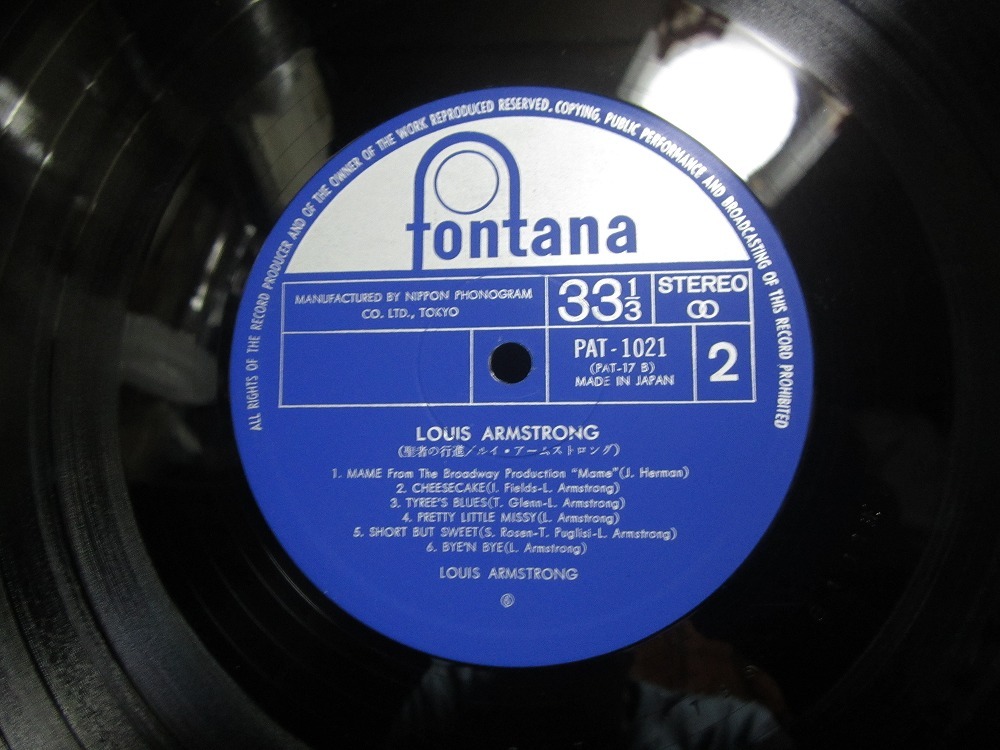 ALL RIGHTS OF THE RECORD PRODUCER AND OF THE OWNER OF THE WORK REPRODUCED RESERVED. COPYING, PUBLIC PERFORMANCE AND BROADCASTING OF THIS RECORD PROHIBITED
fontana
MANUFACTURED BY NIPPON PHONOGRAM
CO. LTD., TOKYO
33 1/3
STEREO
PAT-1021
(PAT-17 B)
MADE IN JAPAN
2
LOUIS ARMSTRONG
(聖者の行進/ルイ・アームストロング)
1. MAME From The Broadway Production "Mame"(J. Herman)
2. CHEESECAKE(I. Fields-L. Armstrong)
3. TYREE'S BLUES(T. Glenn-L. Armstrong)
4. PRETTY LITTLE MISSY(L. Armstrong)
5. SHORT BUT SWEET(S. Rosen-T. Puglisi-L. Armstrong)
6. BYE'N BYE(L. Armstrong)
LOUIS ARMSTRONG